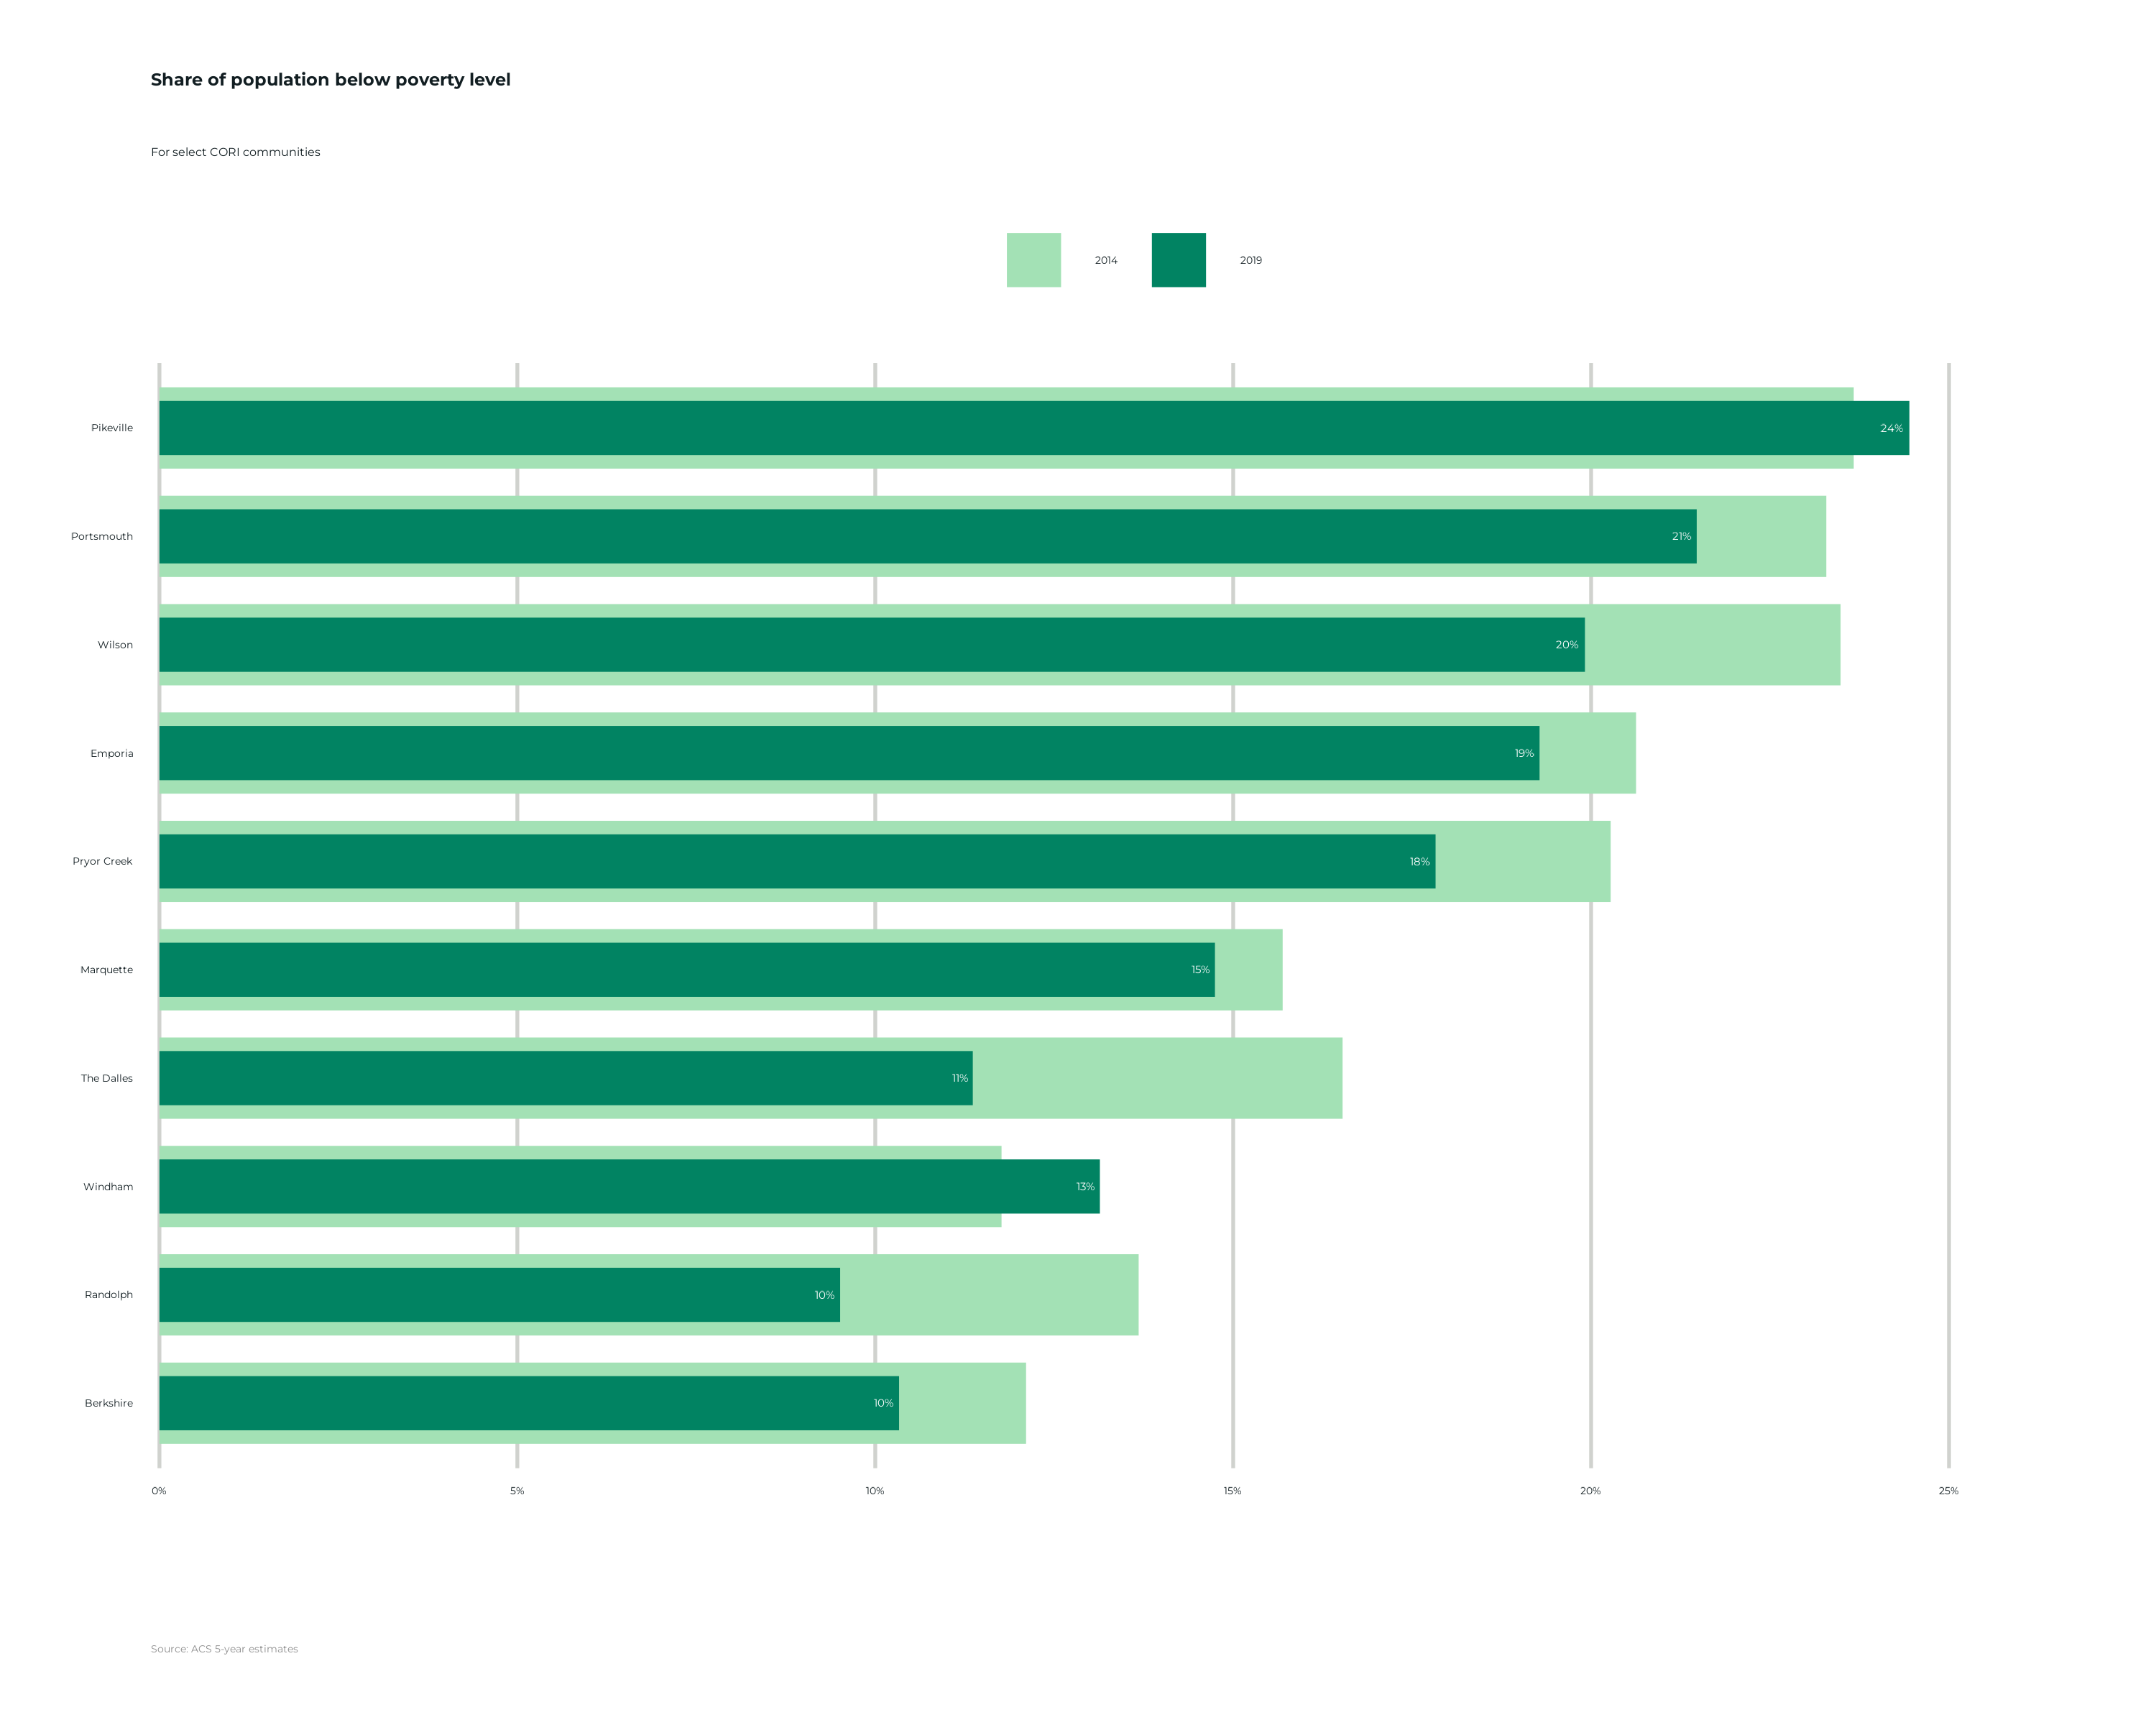 Share of population below poverty level
For select CORI communities
2014 2019
Pikeville 24%
Portsmouth 21%
Wilson 20%
Emporia 19%
Pryor Creek 18%
Marquette 15%
The Dalles 11%
Windham 13%
Randolph 10%
Berkshire 10%
0% 5% 10% 15% 20% 25%
Source: ACS 5-year estimates